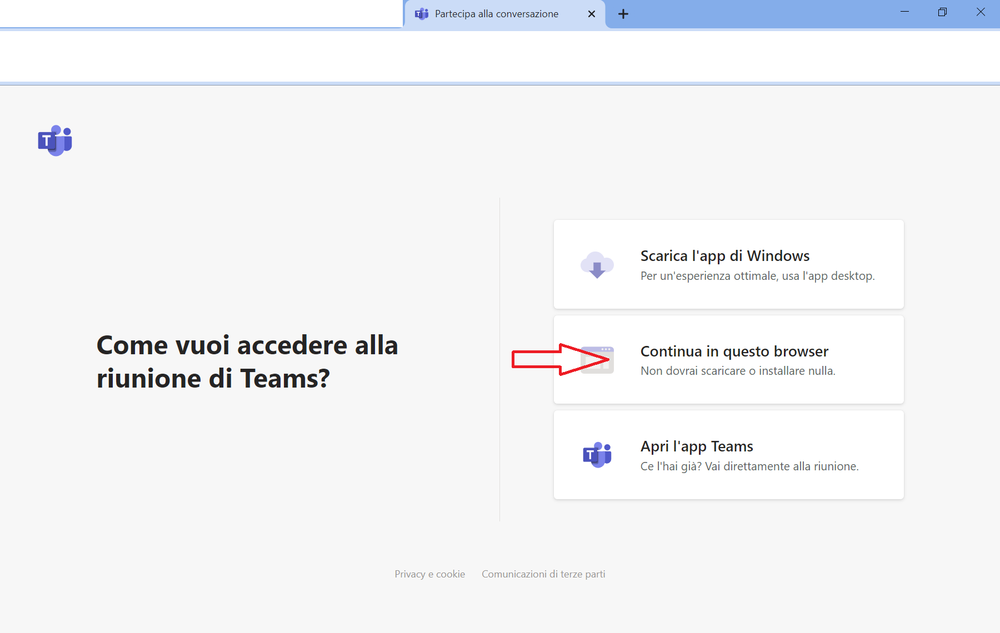 Partecipa alla conversazione
T
Come vuoi accedere alla
riunione di Teams?
Scarica l'app di Windows
Per un'esperienza ottimale, usa l'app desktop.
Continua in questo browser
Non dovrai scaricare o installare nulla.
T
Apri l'app Teams
Ce l'hai già? Vai direttamente alla riunione.
Privacy e cookie
Comunicazioni di terze parti